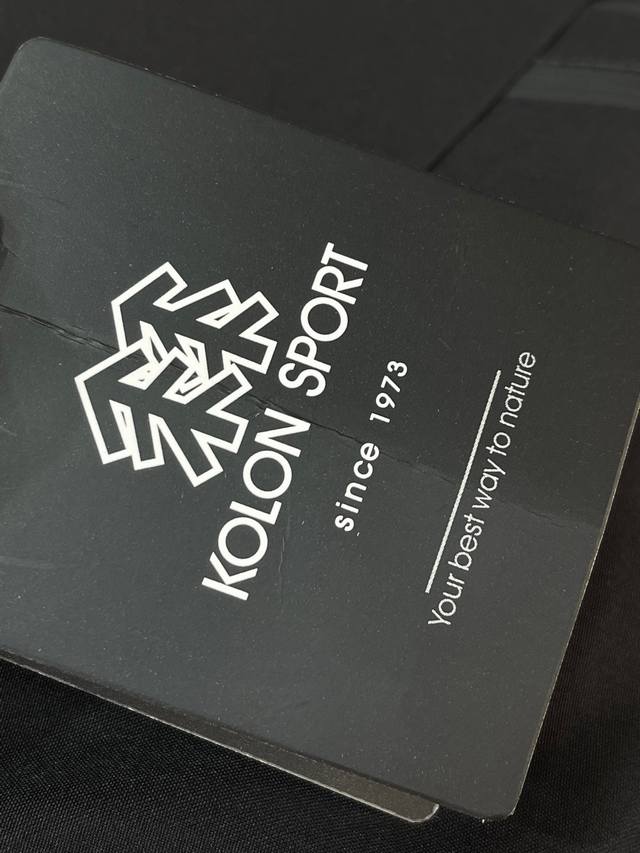 KOLON SPORT
since 1973
Your best way to nature